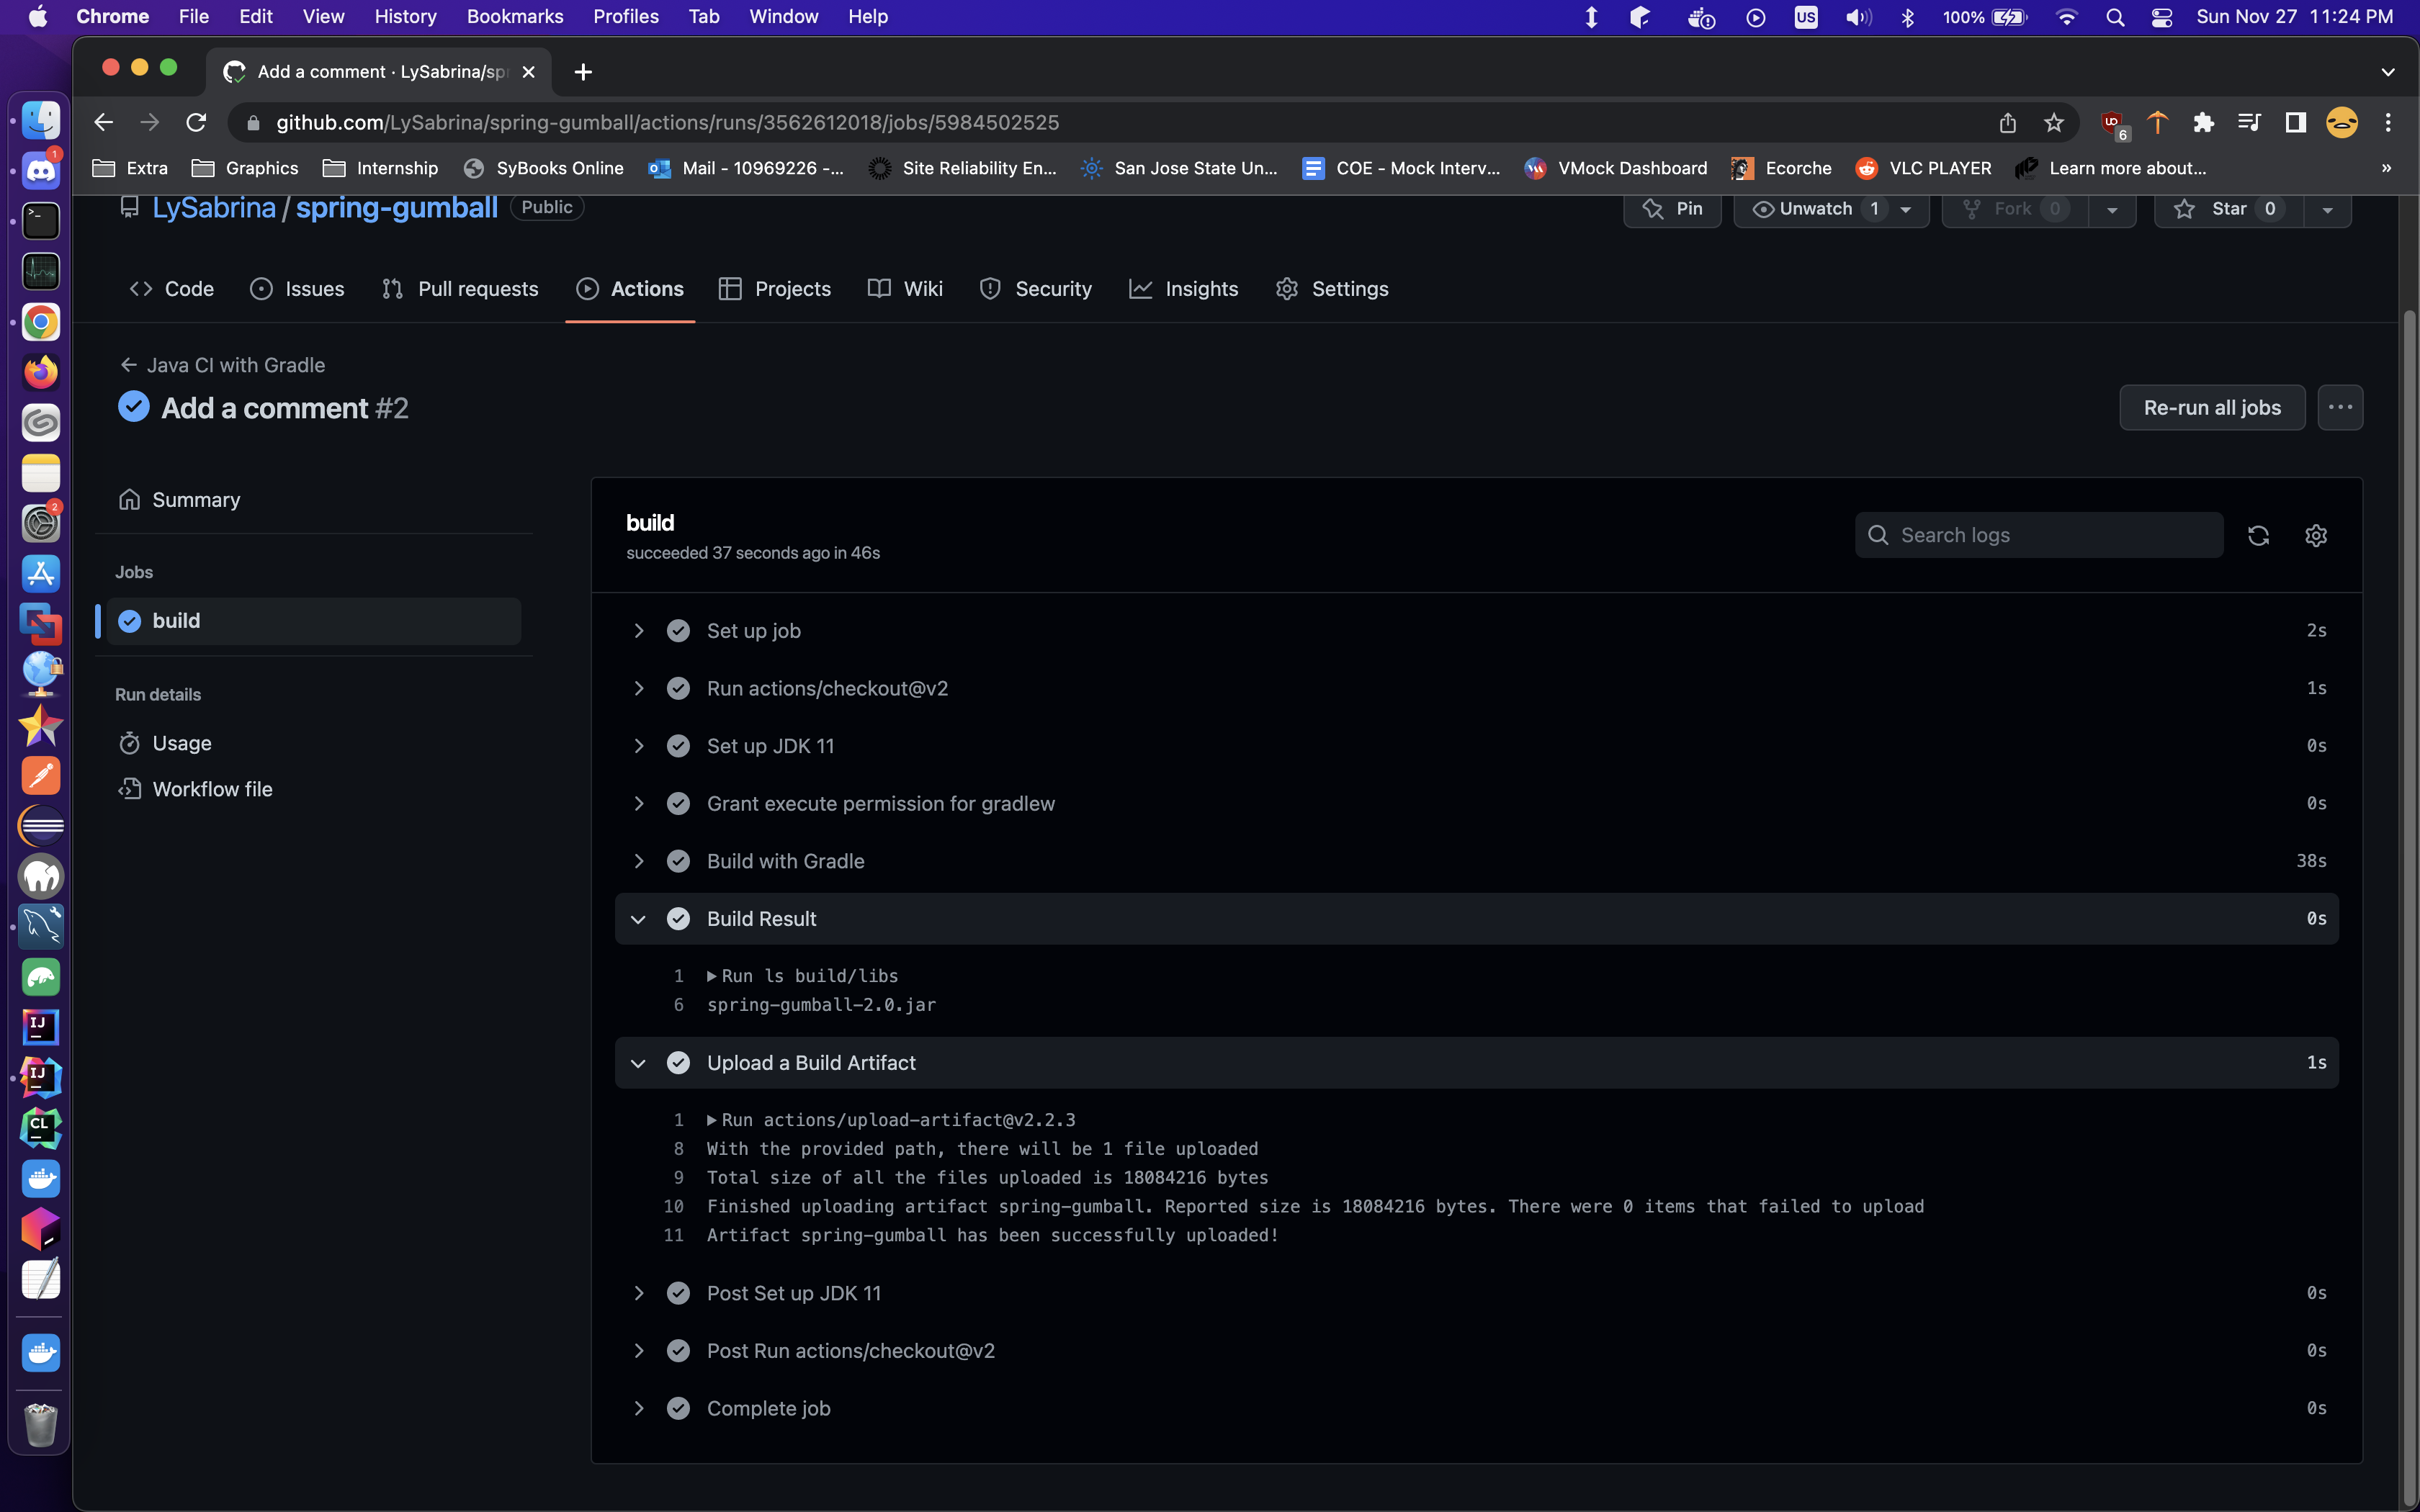 Chrome File Edit View History Bookmarks Profiles Tab Window Help US 100% Sun Nov 27 11:24 PM
Add a comment · LySabrina/spr
github.com/LySabrina/spring-gumball/actions/runs/3562612018/jobs/5984502525 6
Extra Graphics Internship SyBooks Online Mail - 10969226 -... Site Reliability En... San Jose State Un... COE - Mock Interv... VMock Dashboard Ecorche VLC PLAYER Learn more about... »
LySabrina / spring-gumball Public Pin Unwatch 1 Fork 0 Star 0
Code Issues Pull requests Actions Projects Wiki Security Insights Settings
Java CI with Gradle
Add a comment #2
Re-run all jobs
Summary
Jobs
build
Run details
Usage
Workflow file
build
succeeded 37 seconds ago in 46s
Search logs
Set up job 2s
Run actions/checkout@v2 1s
Set up JDK 11 0s
Grant execute permission for gradlew 0s
Build with Gradle 38s
Build Result 0s
1 Run ls build/libs
6 spring-gumball-2.0.jar
Upload a Build Artifact 1s
1 Run actions/upload-artifact@v2.2.3
8 With the provided path, there will be 1 file uploaded
9 Total size of all the files uploaded is 18084216 bytes
10 Finished uploading artifact spring-gumball. Reported size is 18084216 bytes. There were 0 items that failed to upload
11 Artifact spring-gumball has been successfully uploaded!
Post Set up JDK 11 0s
Post Run actions/checkout@v2 0s
Complete job 0s
1
2
IJ
IJ
CL